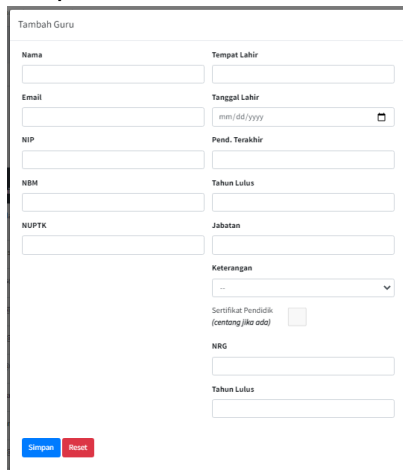 Tambah Guru
Nama
Email
NIP
NBM
NUPTK
Tempat Lahir
Tanggal Lahir
mm/dd/yyyy
Pend. Terakhir
Tahun Lulus
Jabatan
Keterangan
...
Sertifikat Pendidik
(centang jika ada)
NRG
Tahun Lulus
Simpan
Reset